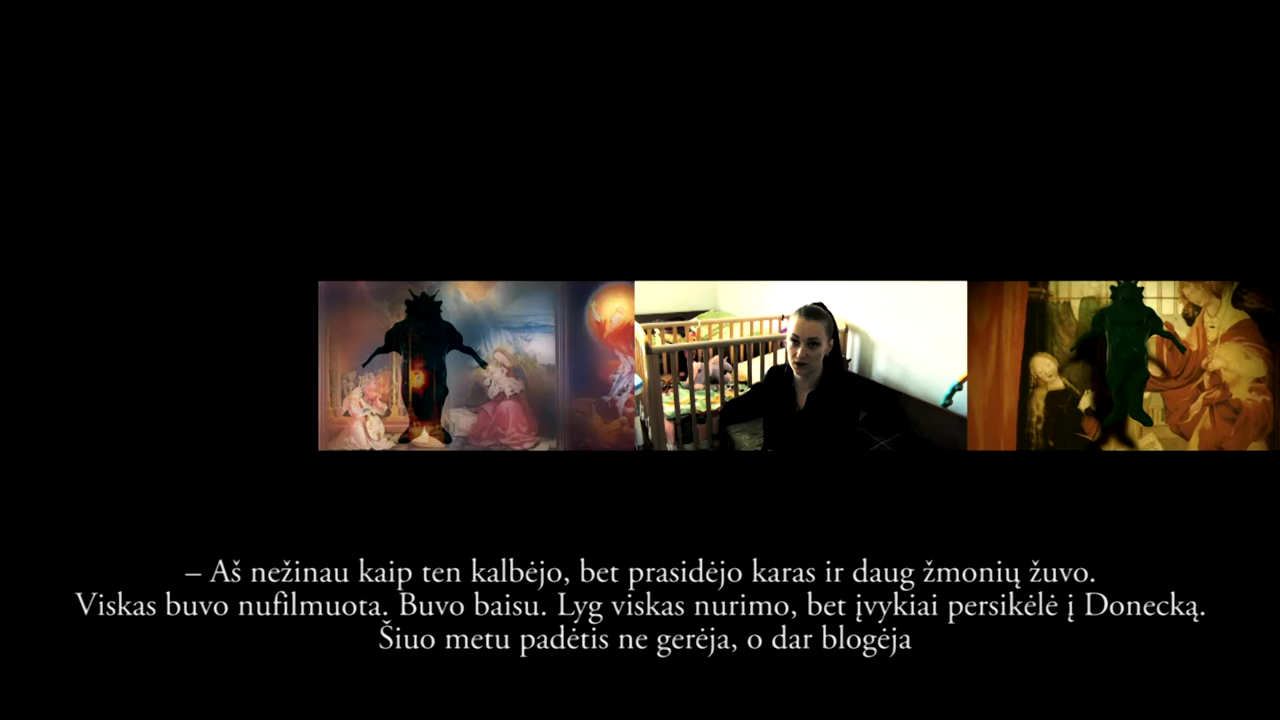 – Aš nežinau kaip ten kalbėjo, bet prasidėjo karas ir daug žmonių žuvo.
Viskas buvo nufilmuota. Buvo baisu. Lyg viskas nurimo, bet įvykiai persikėlė į Donecką.
Šiuo metu padėtis ne gerėja, o dar blogėja